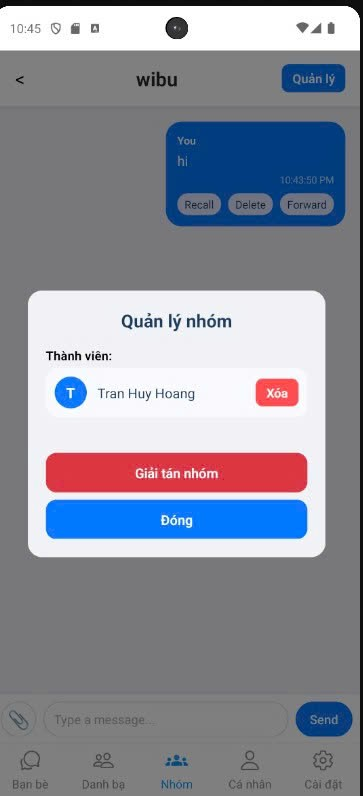 10:45
<
wibu
Quản lý
You
hi
10:43:50 PM
Recall
Delete
Forward
Quản lý nhóm
Thành viên:
T
Tran Huy Hoang
Xóa
Giải tán nhóm
Đóng
Type a message...
Send
Bạn bè
Danh bạ
Nhóm
Cá nhân
Cài đặt